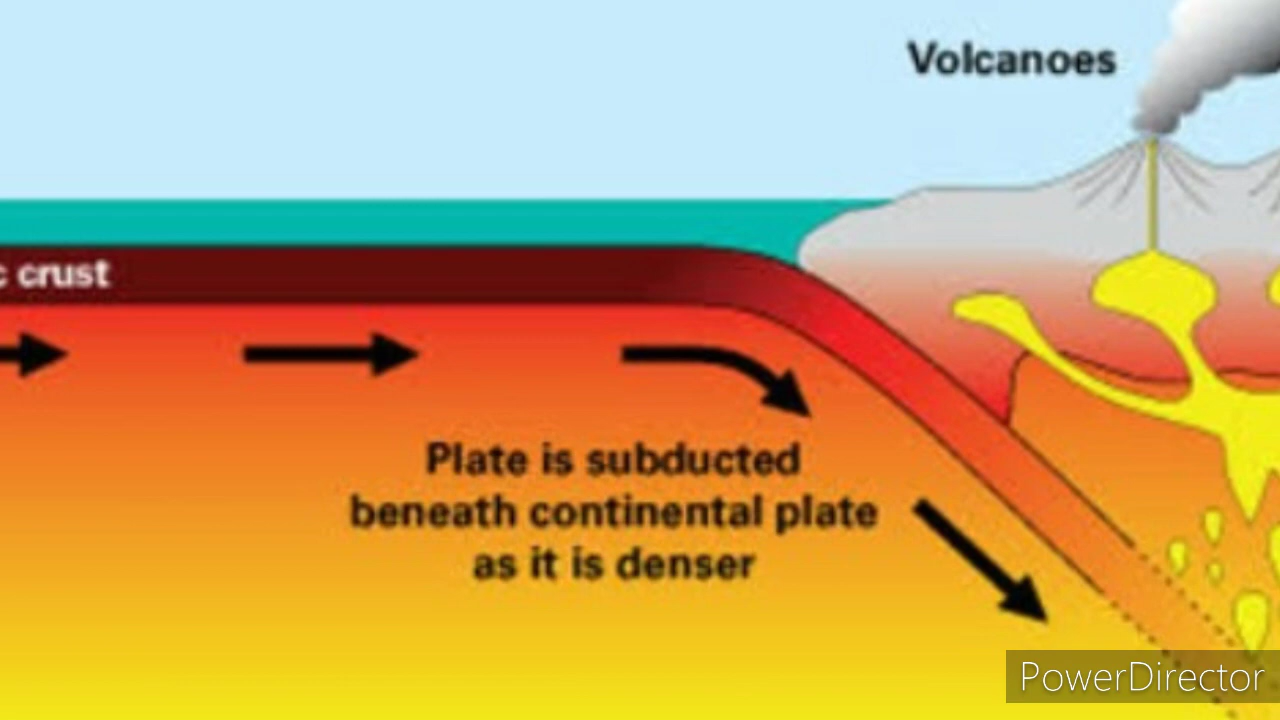 Volcanoes
c crust
Plate is subducted
beneath continental plate
as it is denser
PowerDirector